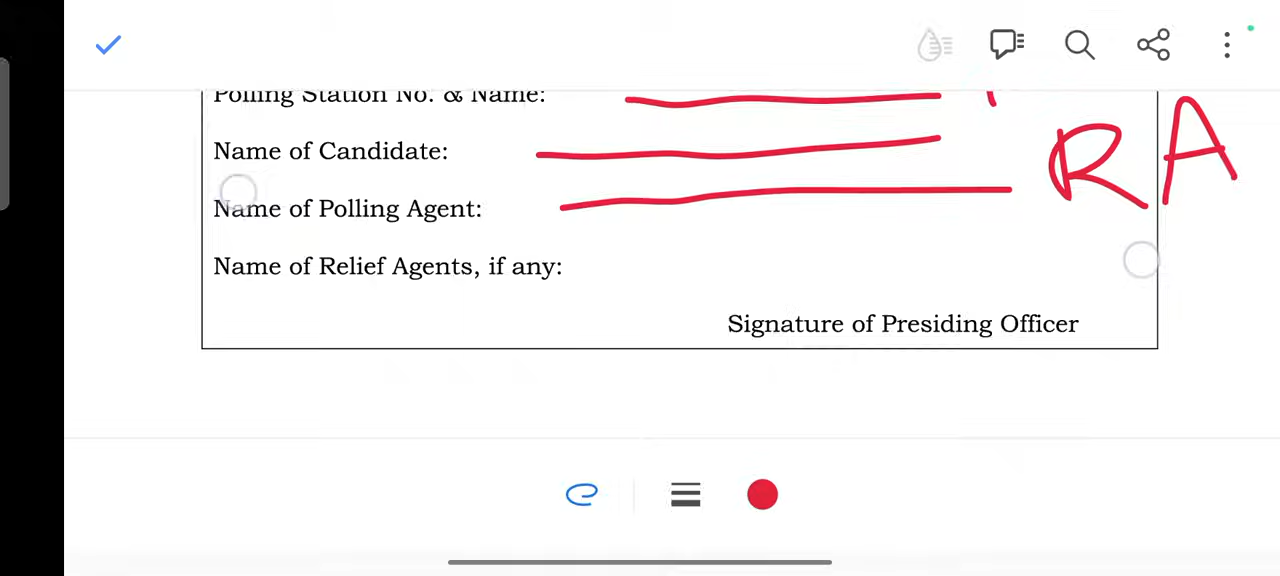 Polling Station No. & Name:
Name of Candidate:
RA
Name of Polling Agent:
Name of Relief Agents, if any:
Signature of Presiding Officer